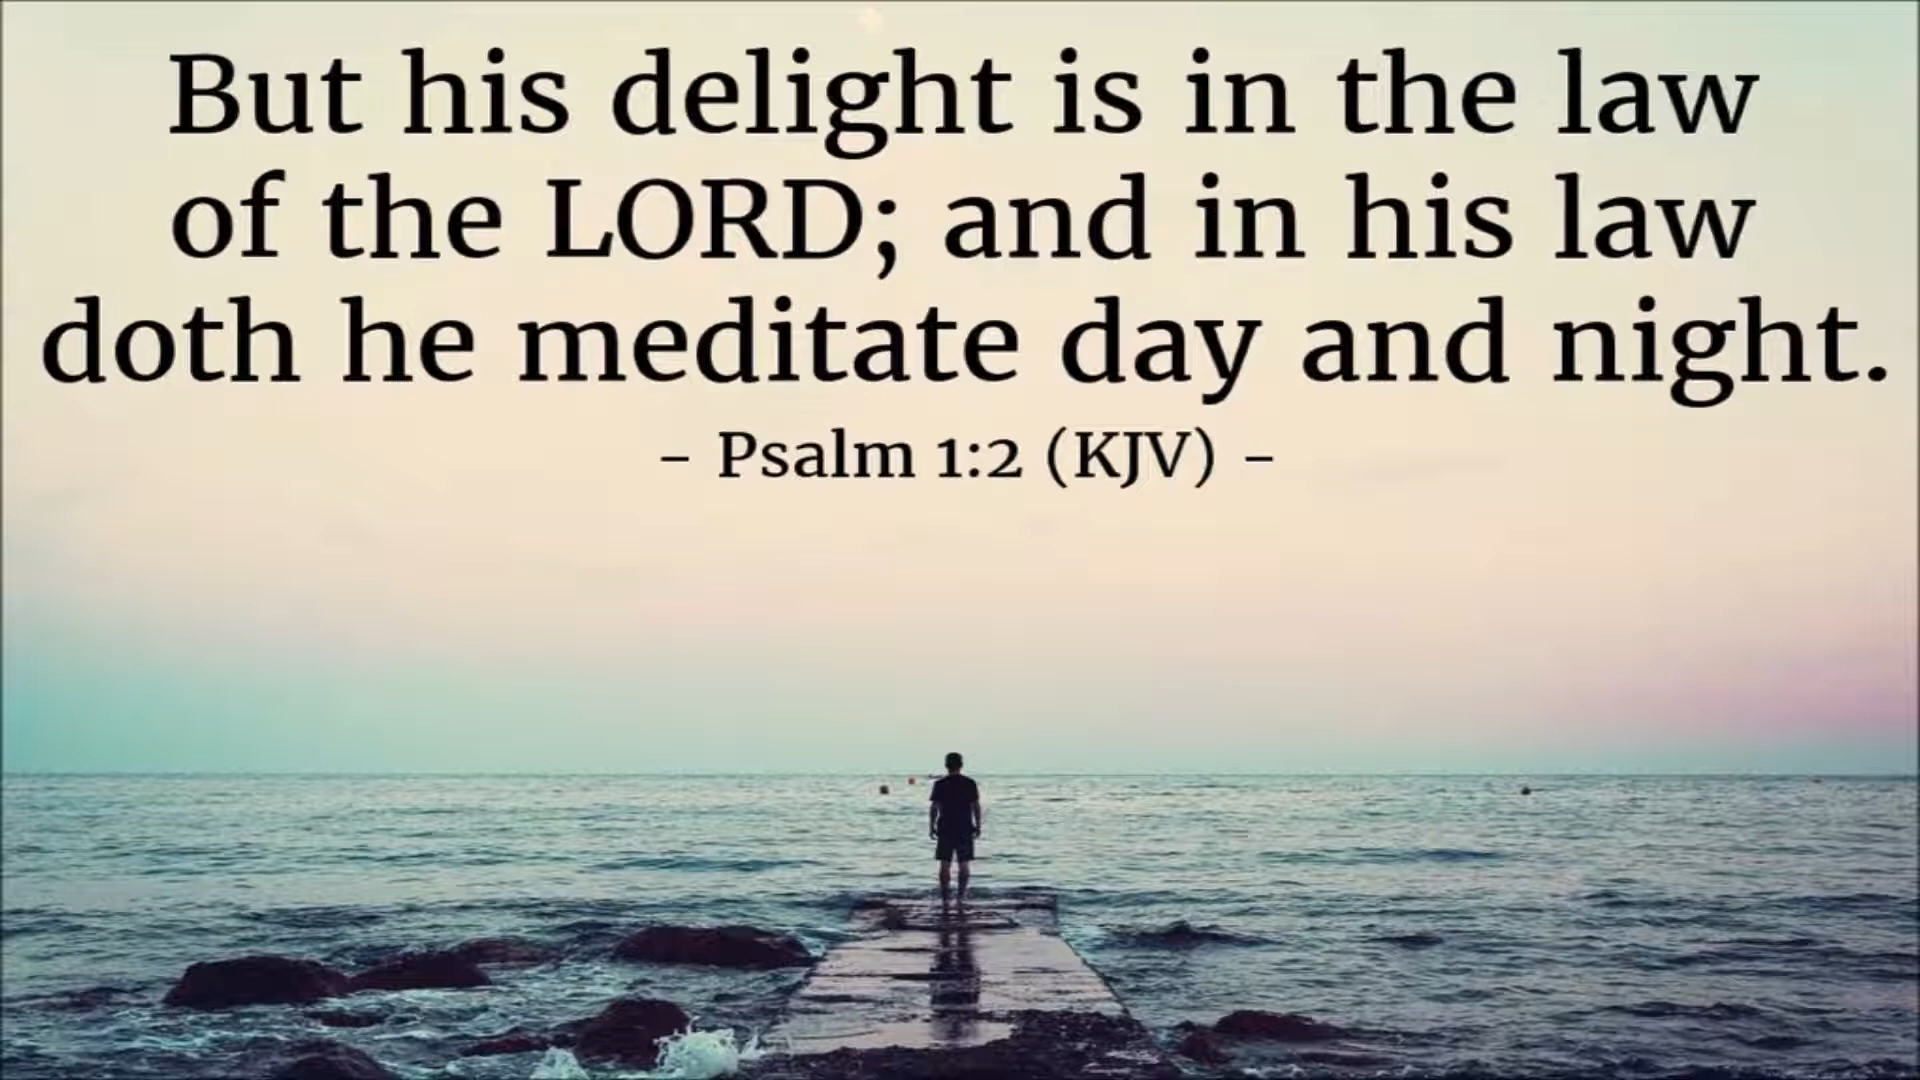 But his delight is in the law
of the LORD; and in his law
doth he meditate day and night.
- Psalm 1:2 (KJV) -